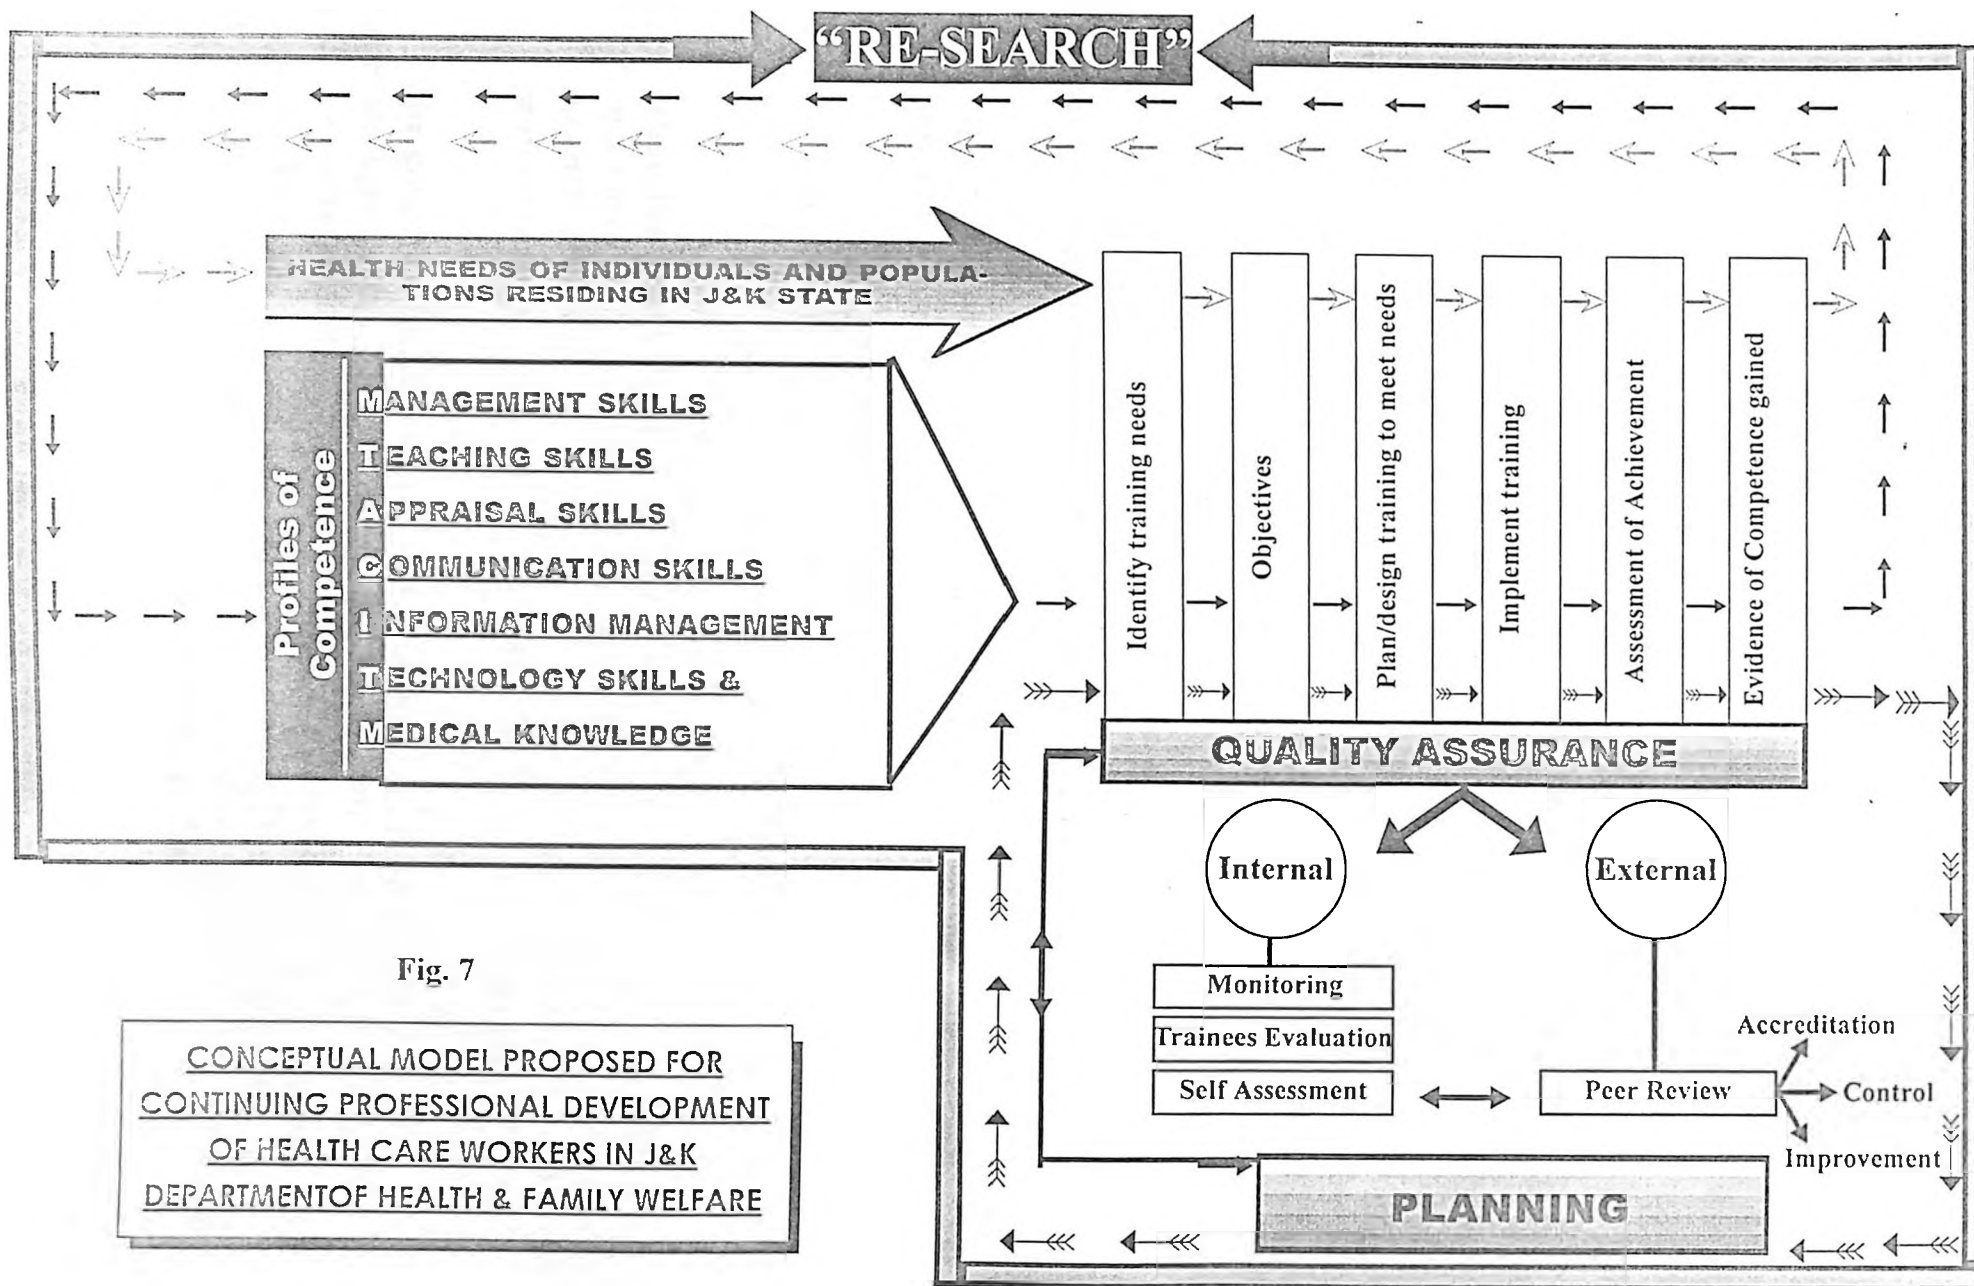 “RE-SEARCH”
HEALTH NEEDS OF INDIVIDUALS AND POPULA-
TIONS RESIDING IN J&K STATE
Profiles of
Competence
MANAGEMENT SKILLS
TEACHING SKILLS
APPRAISAL SKILLS
COMMUNICATION SKILLS
INFORMATION MANAGEMENT
TECHNOLOGY SKILLS &
MEDICAL KNOWLEDGE
Identify training needs
Objectives
Plan/design training to meet needs
Implement training
Assessment of Achievement
Evidence of Competence gained
QUALITY ASSURANCE
Internal
External
Monitoring
Trainees Evaluation
Self Assessment
Peer Review
Accreditation
Control
Improvement
PLANNING
Fig. 7
CONCEPTUAL MODEL PROPOSED FOR
CONTINUING PROFESSIONAL DEVELOPMENT
OF HEALTH CARE WORKERS IN J&K
DEPARTMENTOF HEALTH & FAMILY WELFARE